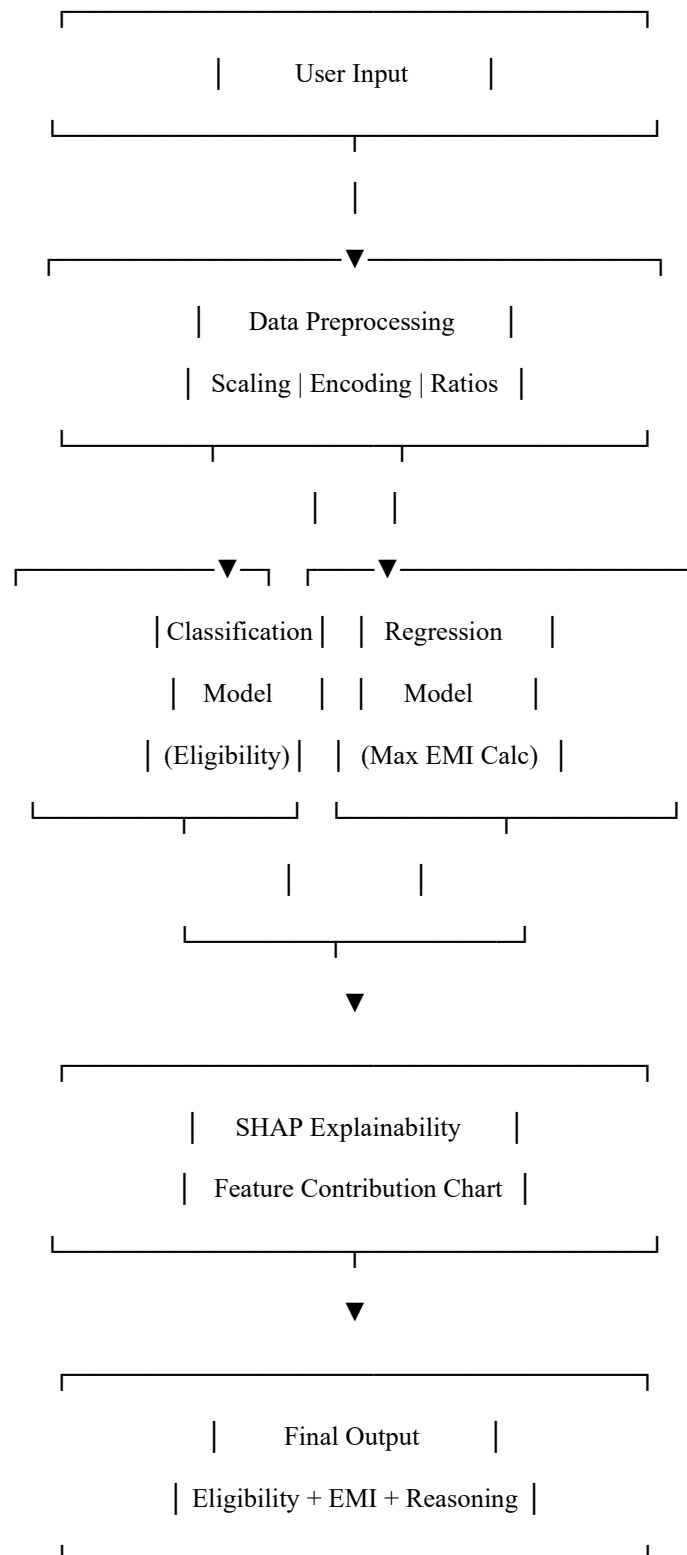 User Input
Data Preprocessing
Scaling | Encoding | Ratios
Classification Regression
Model Model
(Eligibility) (Max EMI Calc)
SHAP Explainability
Feature Contribution Chart
Final Output
Eligibility + EMI + Reasoning